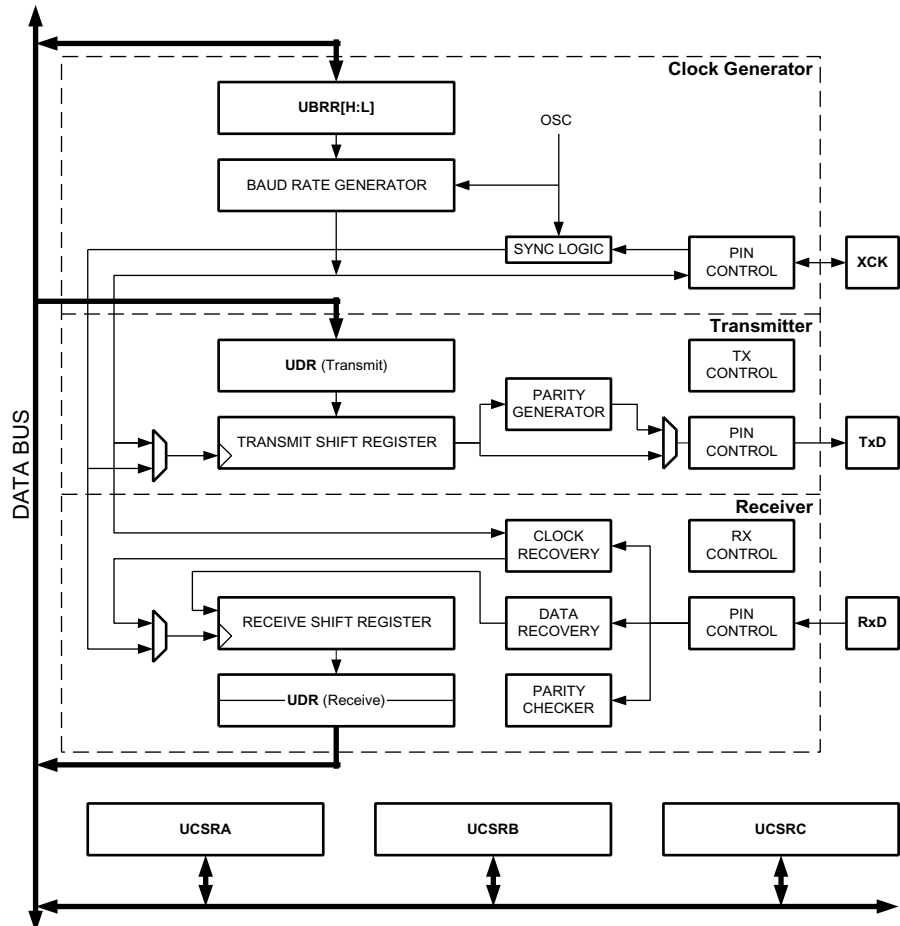 Clock Generator
UBRR[H:L]
OSC
BAUD RATE GENERATOR
SYNC LOGIC
PIN
CONTROL
XCK
DATA BUS
Transmitter
UDR (Transmit)
TX
CONTROL
PARITY
GENERATOR
TRANSMIT SHIFT REGISTER
PIN
CONTROL
TxD
Receiver
CLOCK
RECOVERY
RX
CONTROL
RECEIVE SHIFT REGISTER
DATA
RECOVERY
PIN
CONTROL
RxD
UDR (Receive)
PARITY
CHECKER
UCSRA
UCSRB
UCSRC